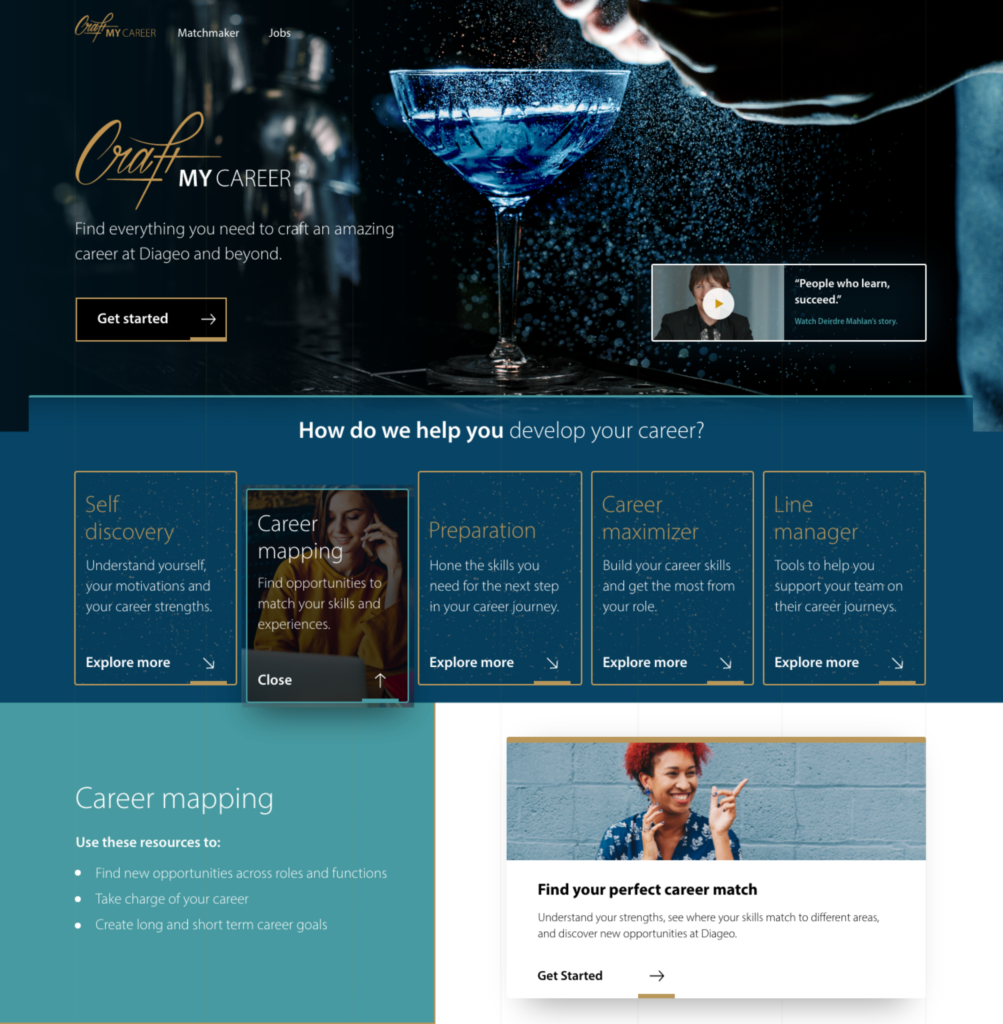 Craft MY CAREER
Matchmaker
Jobs
Craft MY CAREER
Find everything you need to craft an amazing
career at Diageo and beyond.
Get started
“People who learn,
succeed.”
Watch Deirdre Mahlan's story.
How do we help you develop your career?
Self
discovery
Understand yourself,
your motivations and
your career strengths.
Explore more
Career
mapping
Find opportunities to
match your skills and
experiences.
Close
Preparation
Hone the skills you
need for the next step
in your career journey.
Explore more
Career
maximizer
Build your career skills
and get the most from
your role.
Explore more
Line
manager
Tools to help you
support your team on
their career journeys.
Explore more
Career mapping
Use these resources to:
Find new opportunities across roles and functions
Take charge of your career
Create long and short term career goals
Find your perfect career match
Understand your strengths, see where your skills match to different areas,
and discover new opportunities at Diageo.
Get Started